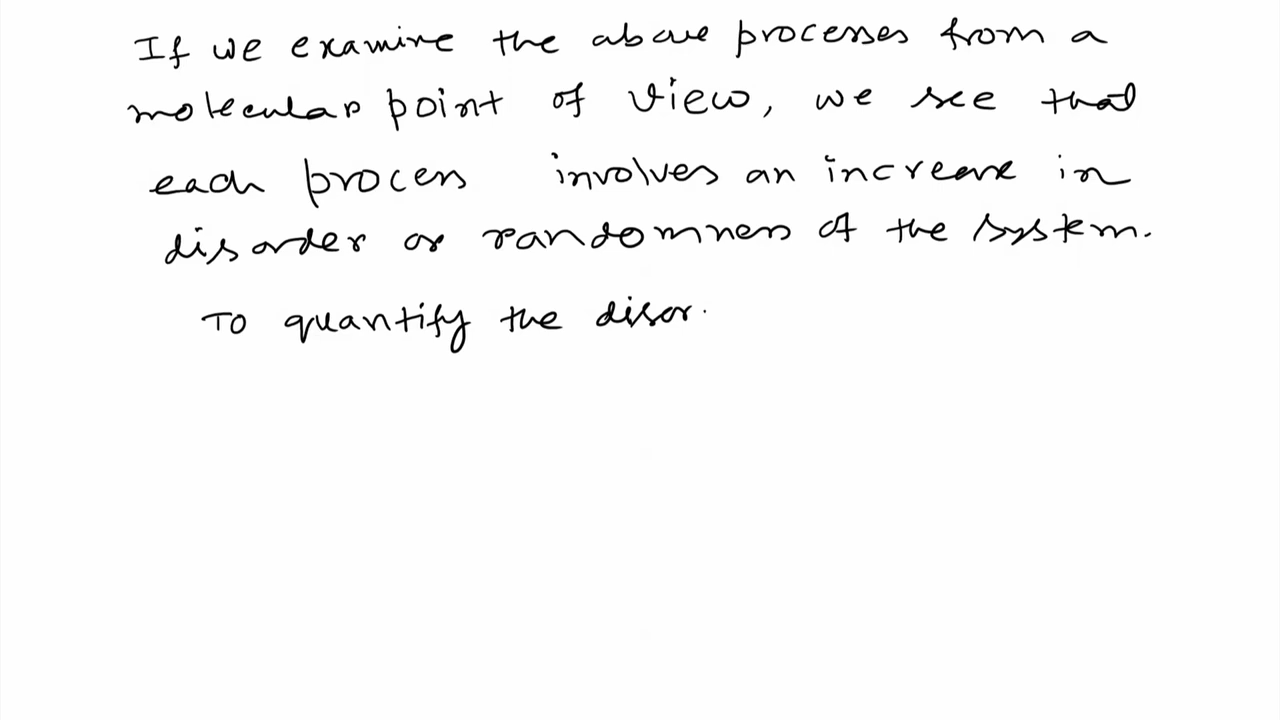 If we examine the above processes from a
molecular point of view, we see that
each process involves an increase in
disorder or randomness of the system.
To quantify the disor